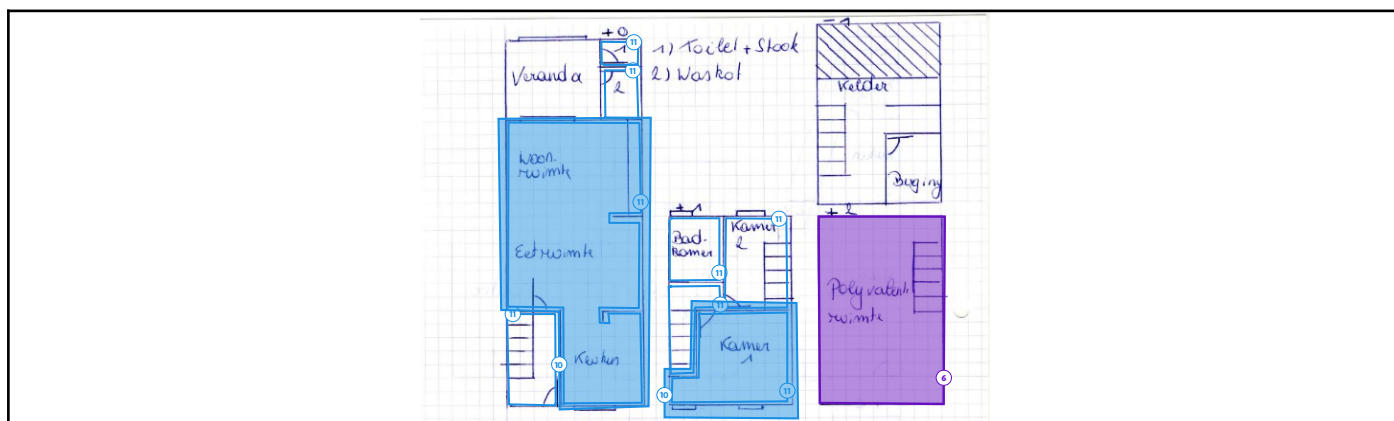 +0
1) Toilet + Stook
2) Waskot
1
2
Veranda
Woon.
ruimte
Eetruimte
Keuken
+1
Bad-
kamer
Kamer
2
Kamer
1
-1
Kelder
+2
Polyvalente
ruimte
11
11
11
11
10
11
11
11
10
11
6